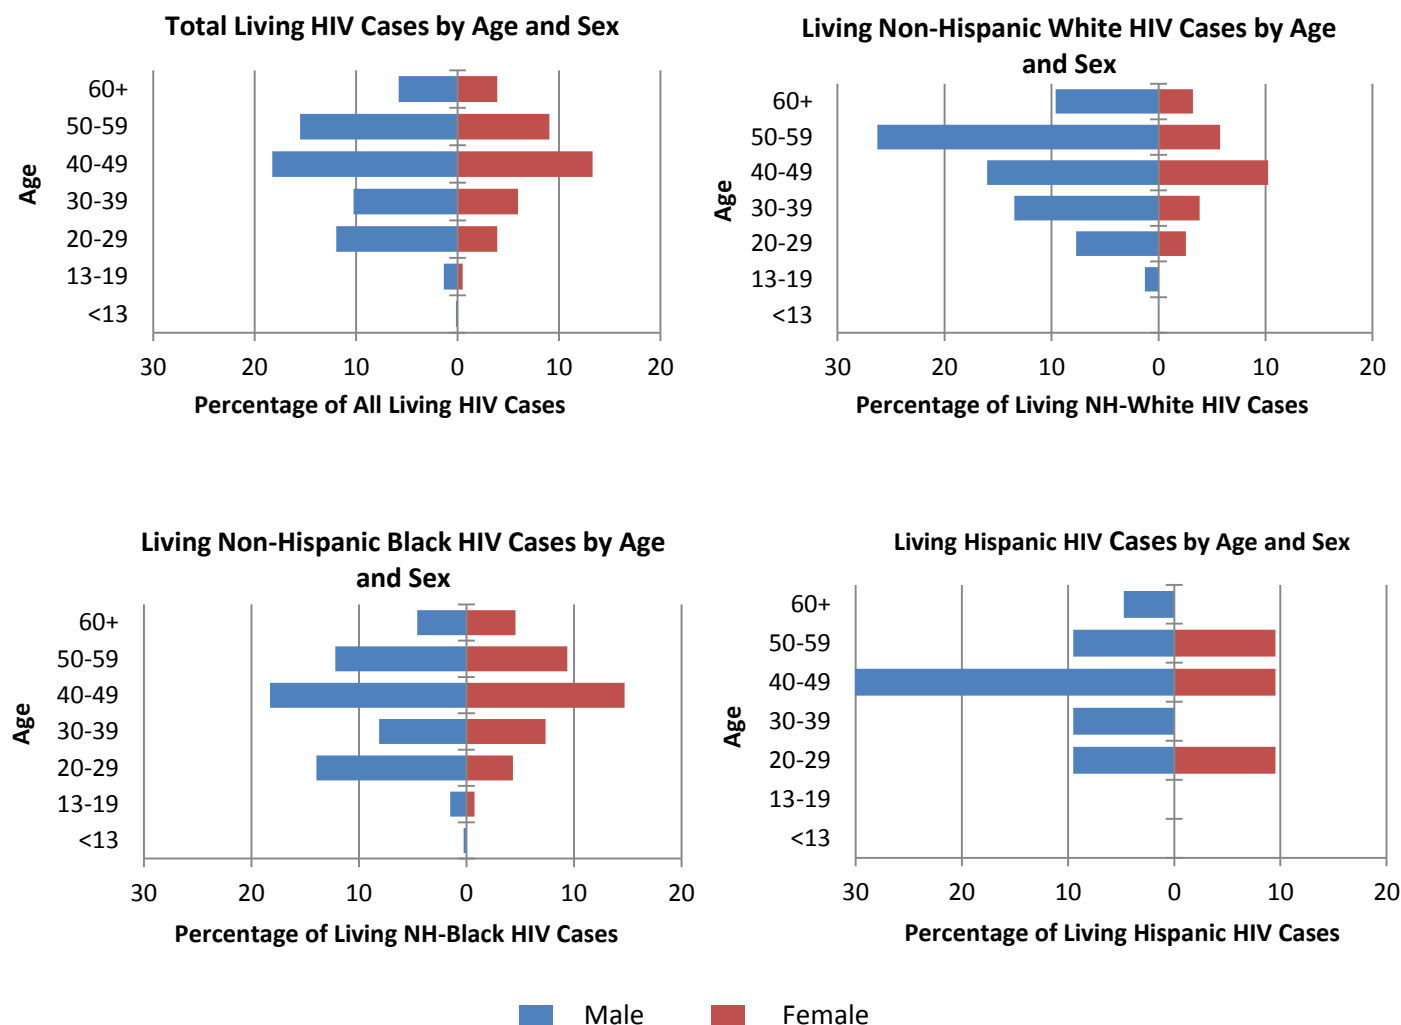 Total Living HIV Cases by Age and Sex
60+
50-59
40-49
30-39
20-29
13-19
<13
Age
30 20 10 0 10 20
Percentage of All Living HIV Cases
Living Non-Hispanic White HIV Cases by Age
and Sex
60+
50-59
40-49
30-39
20-29
13-19
<13
Age
30 20 10 0 10 20
Percentage of Living NH-White HIV Cases
Living Non-Hispanic Black HIV Cases by Age
and Sex
60+
50-59
40-49
30-39
20-29
13-19
<13
Age
30 20 10 0 10 20
Percentage of Living NH-Black HIV Cases
Living Hispanic HIV Cases by Age and Sex
60+
50-59
40-49
30-39
20-29
13-19
<13
Age
30 20 10 0 10 20
Percentage of Living Hispanic HIV Cases
Male Female